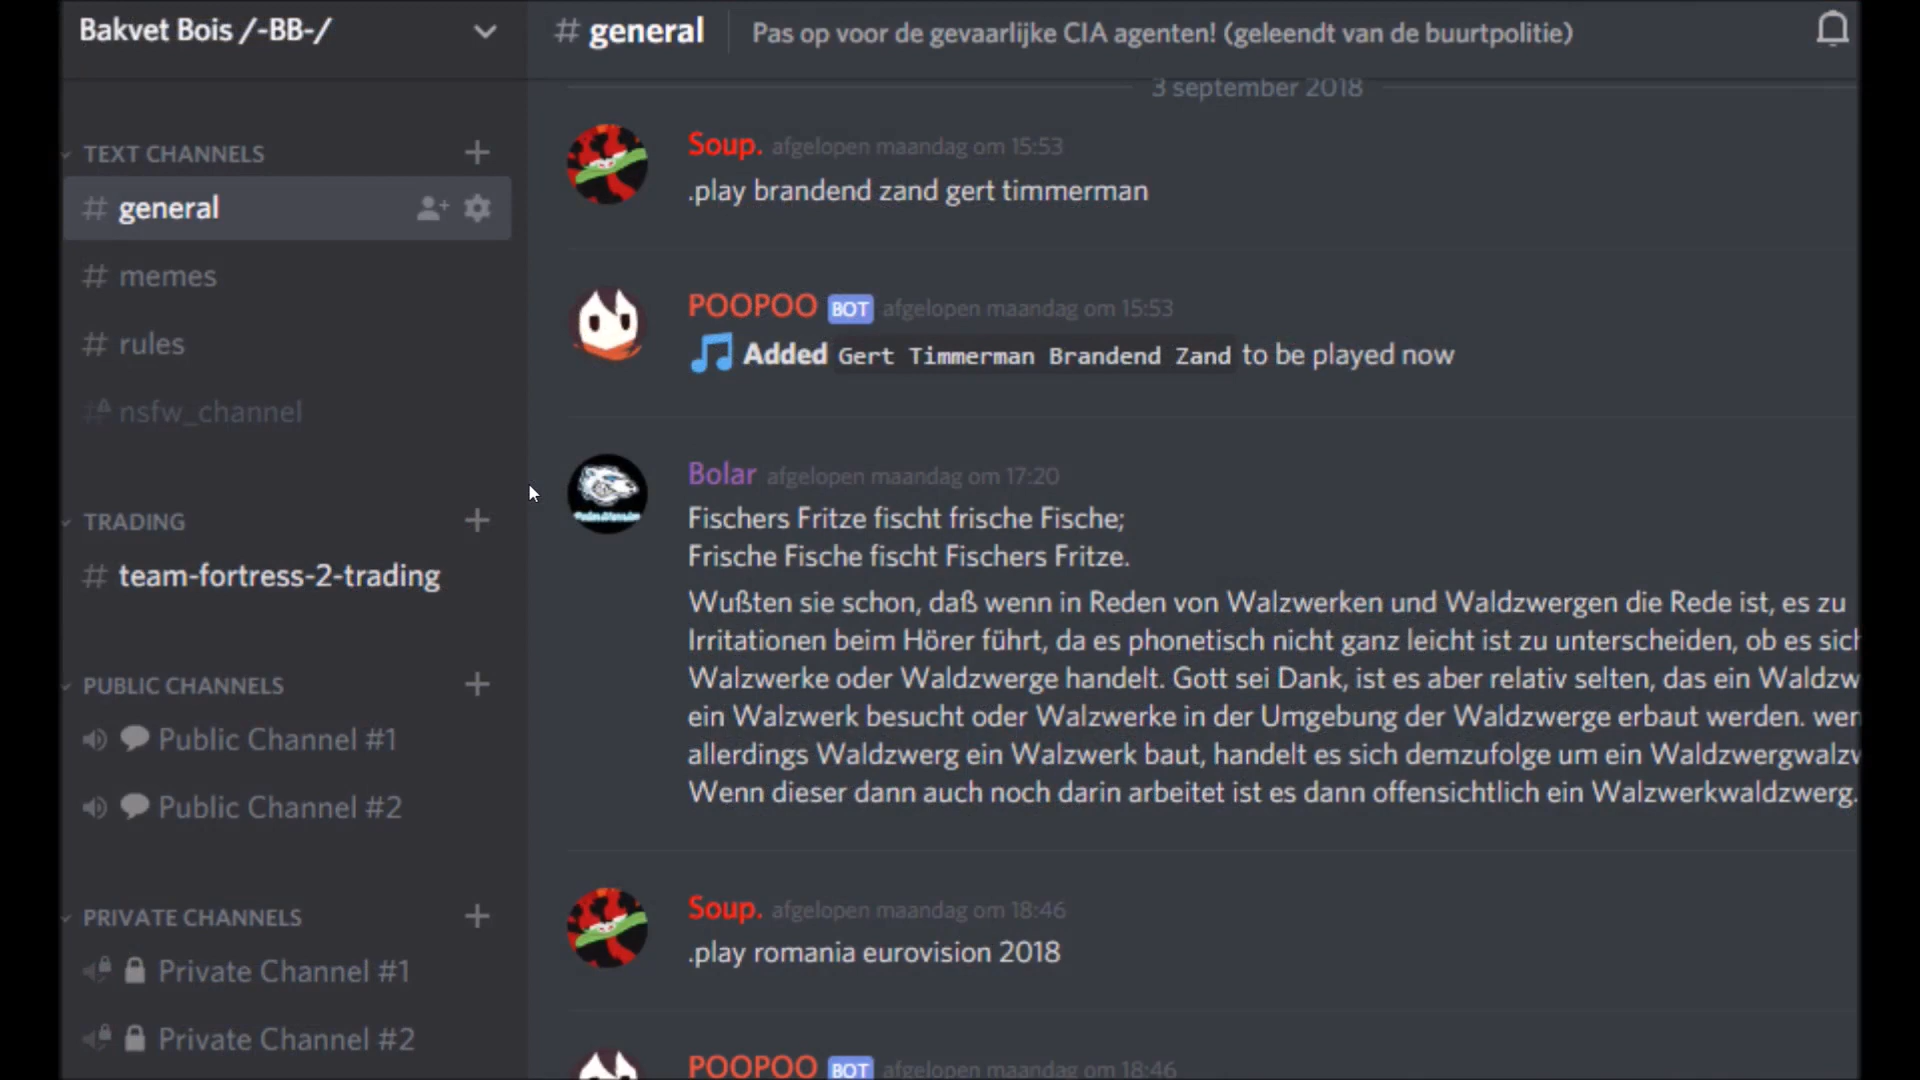 Bakvet Bois /-BB-/
# general
Pas op voor de gevaarlijke CIA agenten! (geleendt van de buurtpolitie)
TEXT CHANNELS
# general
# memes
# rules
nsfw_channel
TRADING
# team-fortress-2-trading
PUBLIC CHANNELS
Public Channel #1
Public Channel #2
PRIVATE CHANNELS
Private Channel #1
Private Channel #2
3 september 2018
Soup. afgelopen maandag om 15:53
.play brandend zand gert timmerman
POOPOO BOT afgelopen maandag om 15:53
Added Gert Timmerman Brandend Zand to be played now
Bolar afgelopen maandag om 17:20
Fischers Fritze fischt frische Fische;
Frische Fische fischt Fischers Fritze.
Wußten sie schon, daß wenn in Reden von Walzwerken und Waldzwergen die Rede ist, es zu
Irritationen beim Hörer führt, da es phonetisch nicht ganz leicht ist zu unterscheiden, ob es sich
Walzwerke oder Waldzwerge handelt. Gott sei Dank, ist es aber relativ selten, das ein Waldzw
ein Walzwerk besucht oder Walzwerke in der Umgebung der Waldzwerge erbaut werden. wen
allerdings Waldzwerg ein Walzwerk baut, handelt es sich demzufolge um ein Waldzwergwalzw
Wenn dieser dann auch noch darin arbeitet ist es dann offensichtlich ein Walzwerkwaldzwerg.
Soup. afgelopen maandag om 18:46
.play romania eurovision 2018
POOPOO BOT afgelopen maandag om 18:46